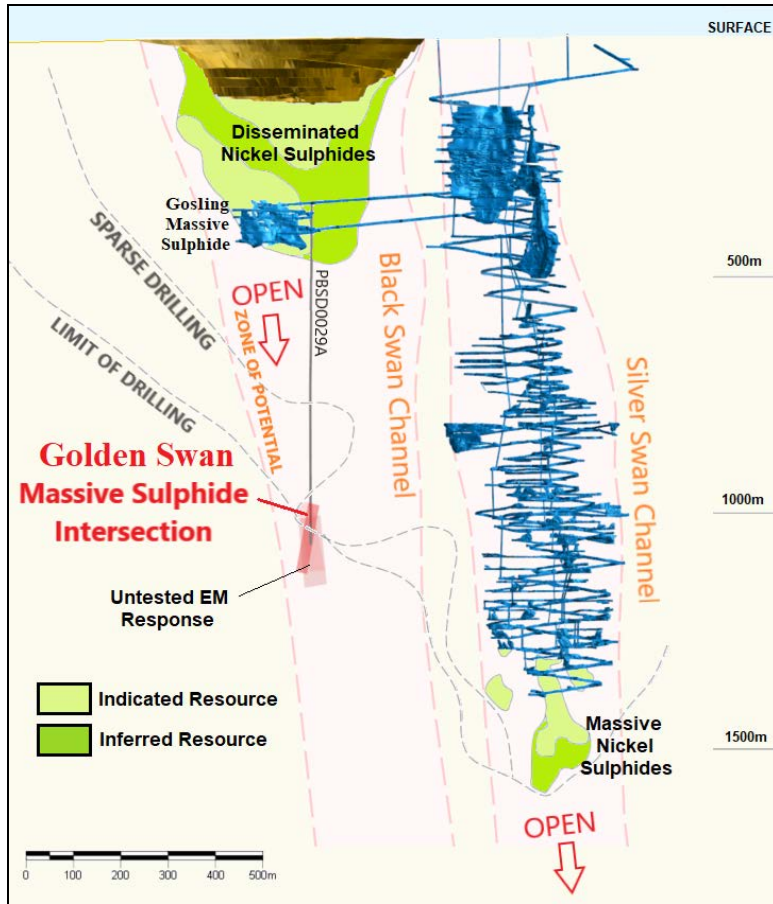 SURFACE
Disseminated
Nickel Sulphides
Gosling
Massive
Sulphide
500m
SPARSE DRILLING
LIMIT OF DRILLING
OPEN
ZONE OF POTENTIAL
PBSD0029A
Black Swan Channel
Silver Swan Channel
Golden Swan
Massive Sulphide
Intersection
1000m
Untested EM
Response
Indicated Resource
Inferred Resource
Massive
Nickel
Sulphides
1500m
OPEN
0 100 200 300 400 500m